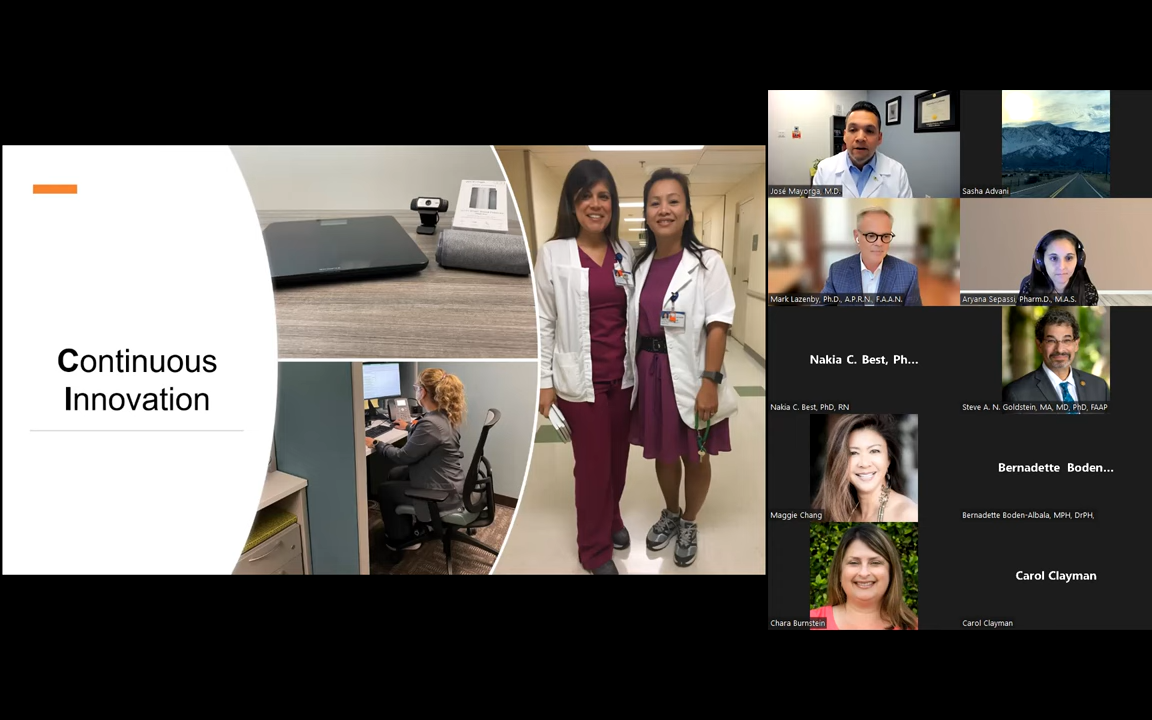 Continuous
Innovation
José Mayorga, M.D.
Sasha Advani
Mark Lazenby, Ph.D., A.P.R.N., F.A.A.N.
Aryana Sepassi, Pharm.D., M.A.S.
Nakia C. Best, Ph...
Nakia C. Best, PhD, RN
Steve A. N. Goldstein, MA, MD, PhD, FAAP
Maggie Chang
Bernadette Boden...
Bernadette Boden-Albala, MPH, DrPH,
Chara Burnstein
Carol Clayman
Carol Clayman